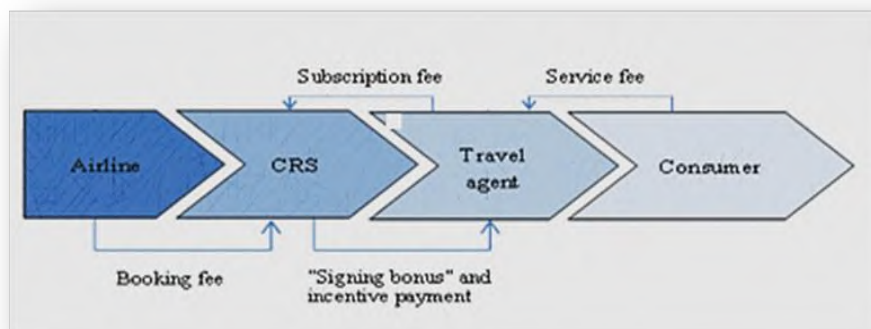 Subscription fee
Service fee
Airline
CRS
Travel
agent
Consumer
Booking fee
"Signing bonus" and
incentive payment